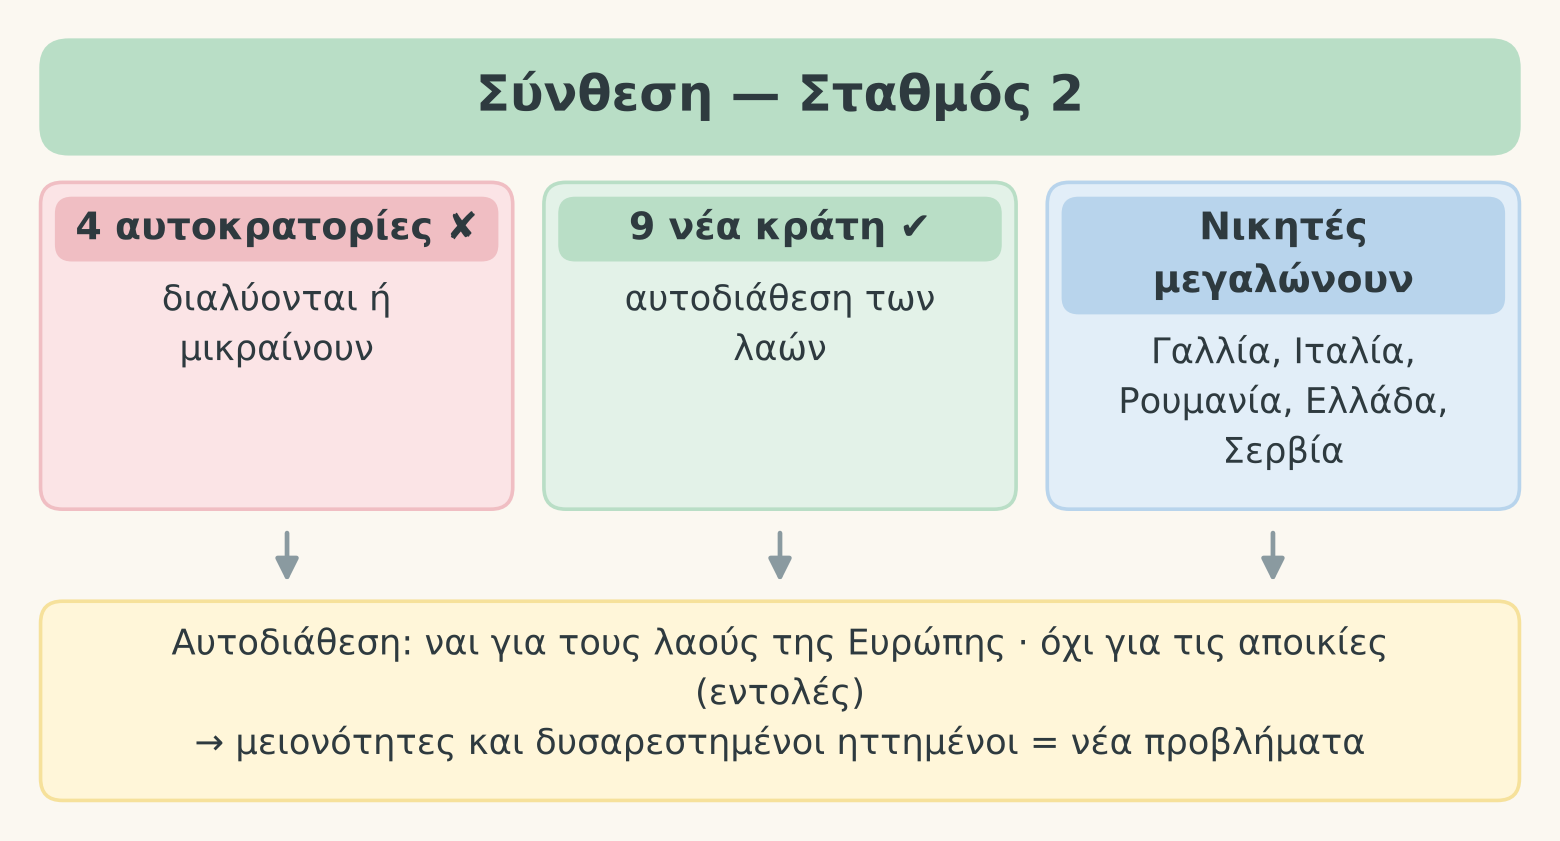 Σύνθεση — Σταθμός 2
4 αυτοκρατορίες ✘
διαλύονται ή
μικραίνουν
9 νέα κράτη ✔
αυτοδιάθεση των
λαών
Νικητές
μεγαλώνουν
Γαλλία, Ιταλία,
Ρουμανία, Ελλάδα,
Σερβία
Αυτοδιάθεση: ναι για τους λαούς της Ευρώπης · όχι για τις αποικίες
(εντολές)
→ μειονότητες και δυσαρεστημένοι ηττημένοι = νέα προβλήματα